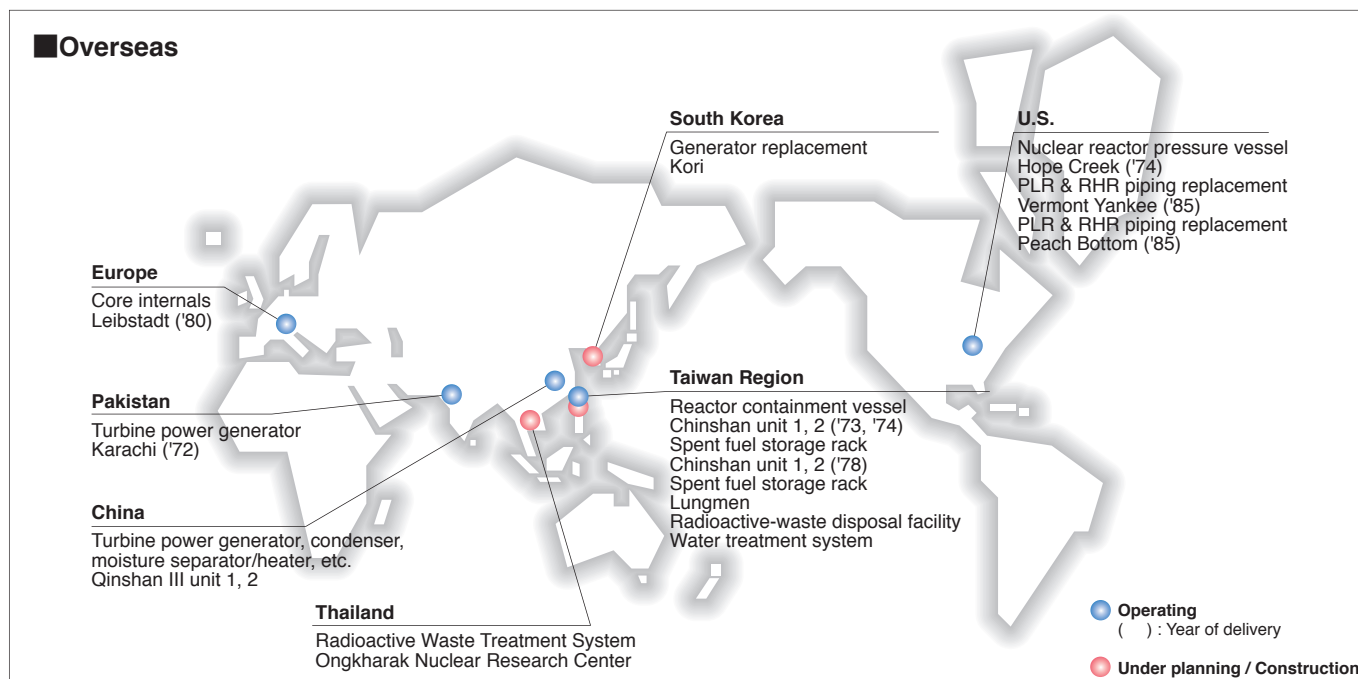 ■Overseas
South Korea
Generator replacement
Kori
U.S.
Nuclear reactor pressure vessel
Hope Creek ('74)
PLR & RHR piping replacement
Vermont Yankee ('85)
PLR & RHR piping replacement
Peach Bottom ('85)
Europe
Core internals
Leibstadt ('80)
Pakistan
Turbine power generator
Karachi ('72)
Taiwan Region
Reactor containment vessel
Chinshan unit 1, 2 ('73, '74)
Spent fuel storage rack
Chinshan unit 1, 2 ('78)
Spent fuel storage rack
Lungmen
Radioactive-waste disposal facility
Water treatment system
China
Turbine power generator, condenser,
moisture separator/heater, etc.
Qinshan III unit 1, 2
Thailand
Radioactive Waste Treatment System
Ongkharak Nuclear Research Center
Operating
( ) : Year of delivery
Under planning / Construction